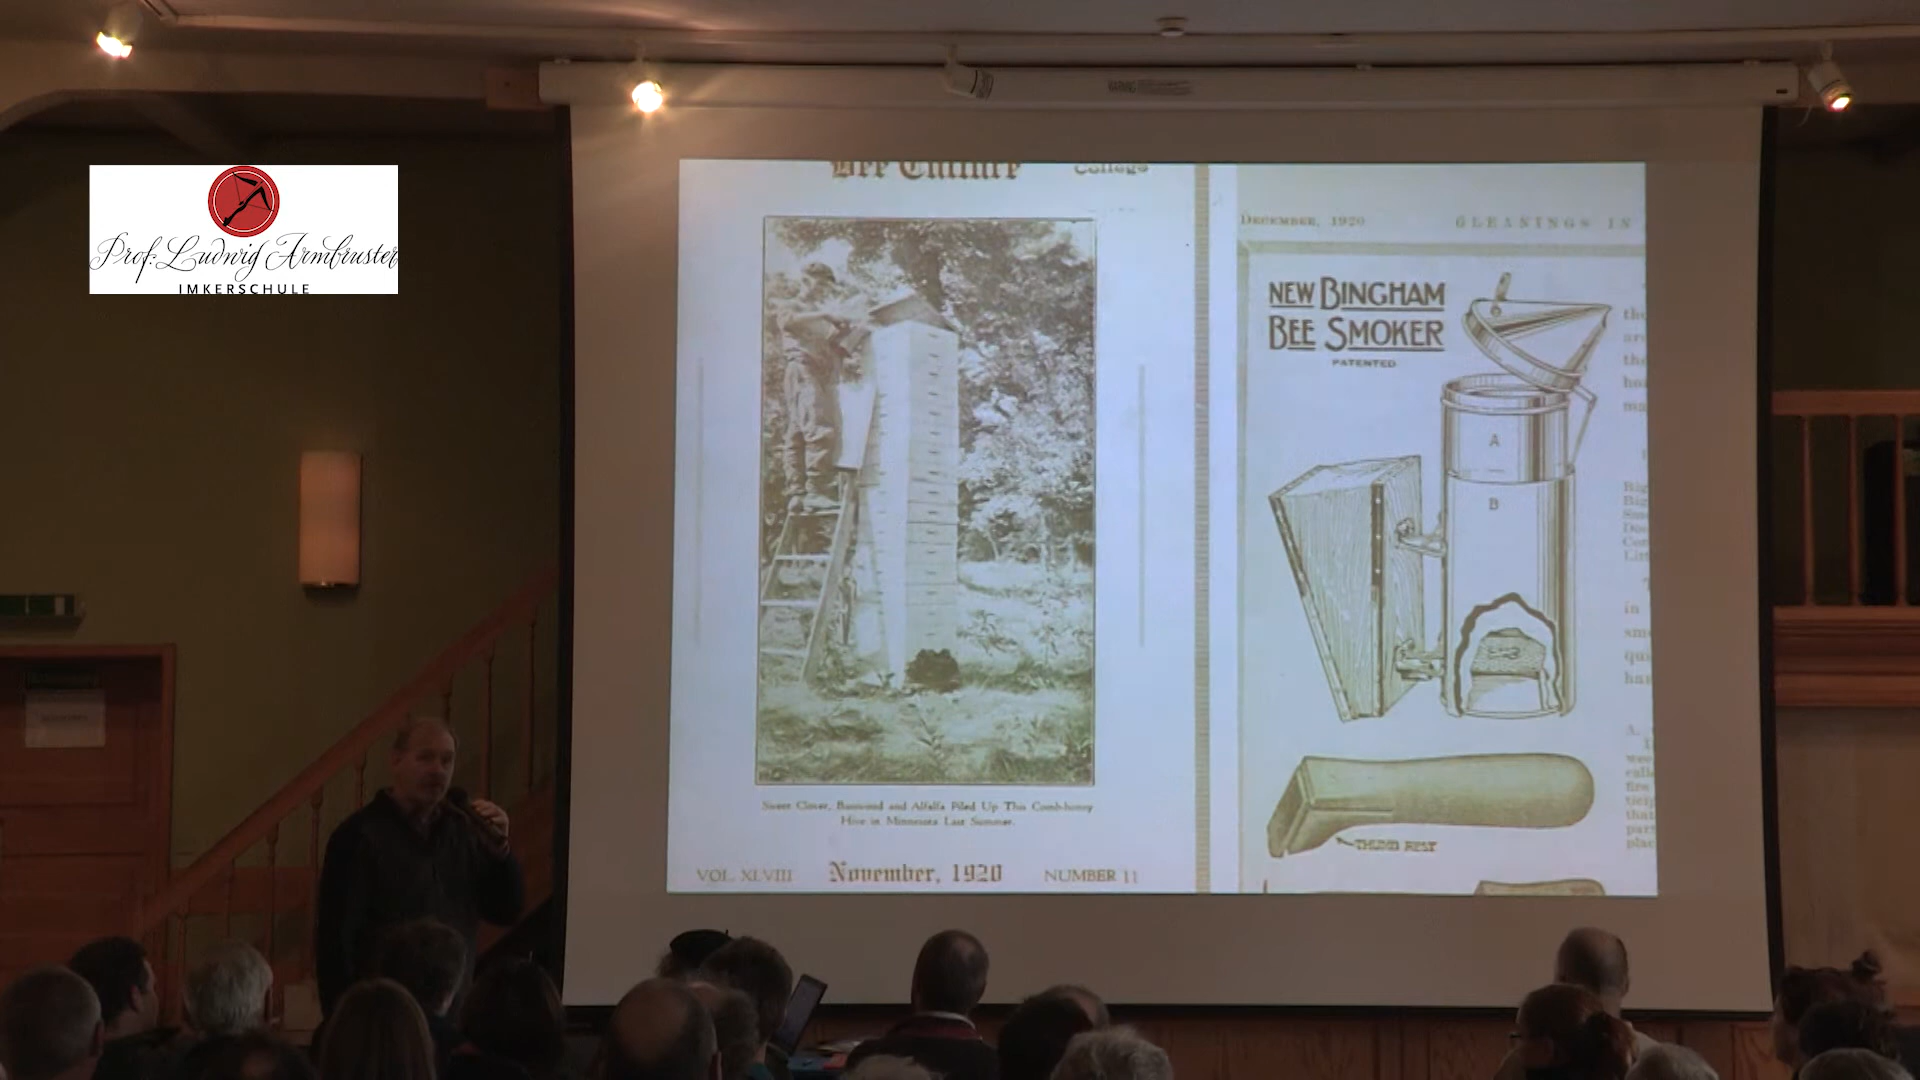 Prof. Ludwig Armbruster
IMKERSCHULE
Bee Culture
College
Sweet Clover, Basswood and Alfalfa Piled Up This Comb-honey
Hive in Minnesota Last Summer.
VOL. XLVIII
November, 1920
NUMBER 11
DECEMBER, 1920
GLEANINGS IN
NEW BINGHAM
BEE SMOKER
PATENTED
A
B
THUMB REST